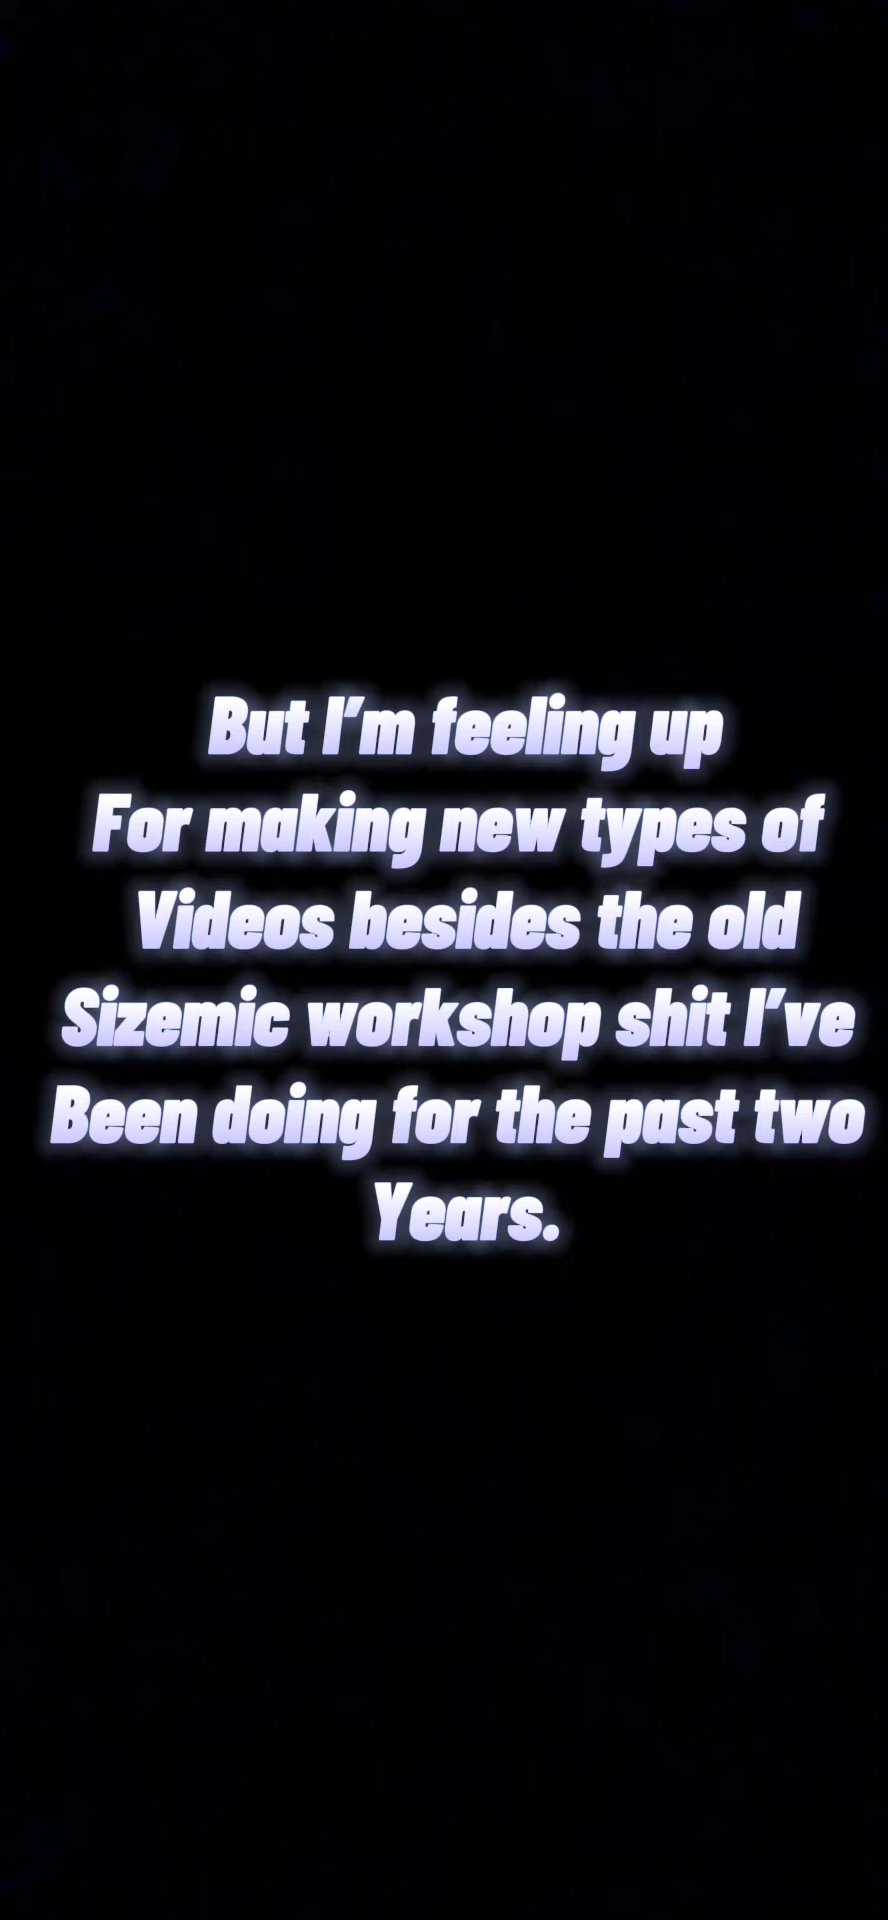 But I'm feeling up
For making new types of
Videos besides the old
Sizemic workshop shit I've
Been doing for the past two
Years.